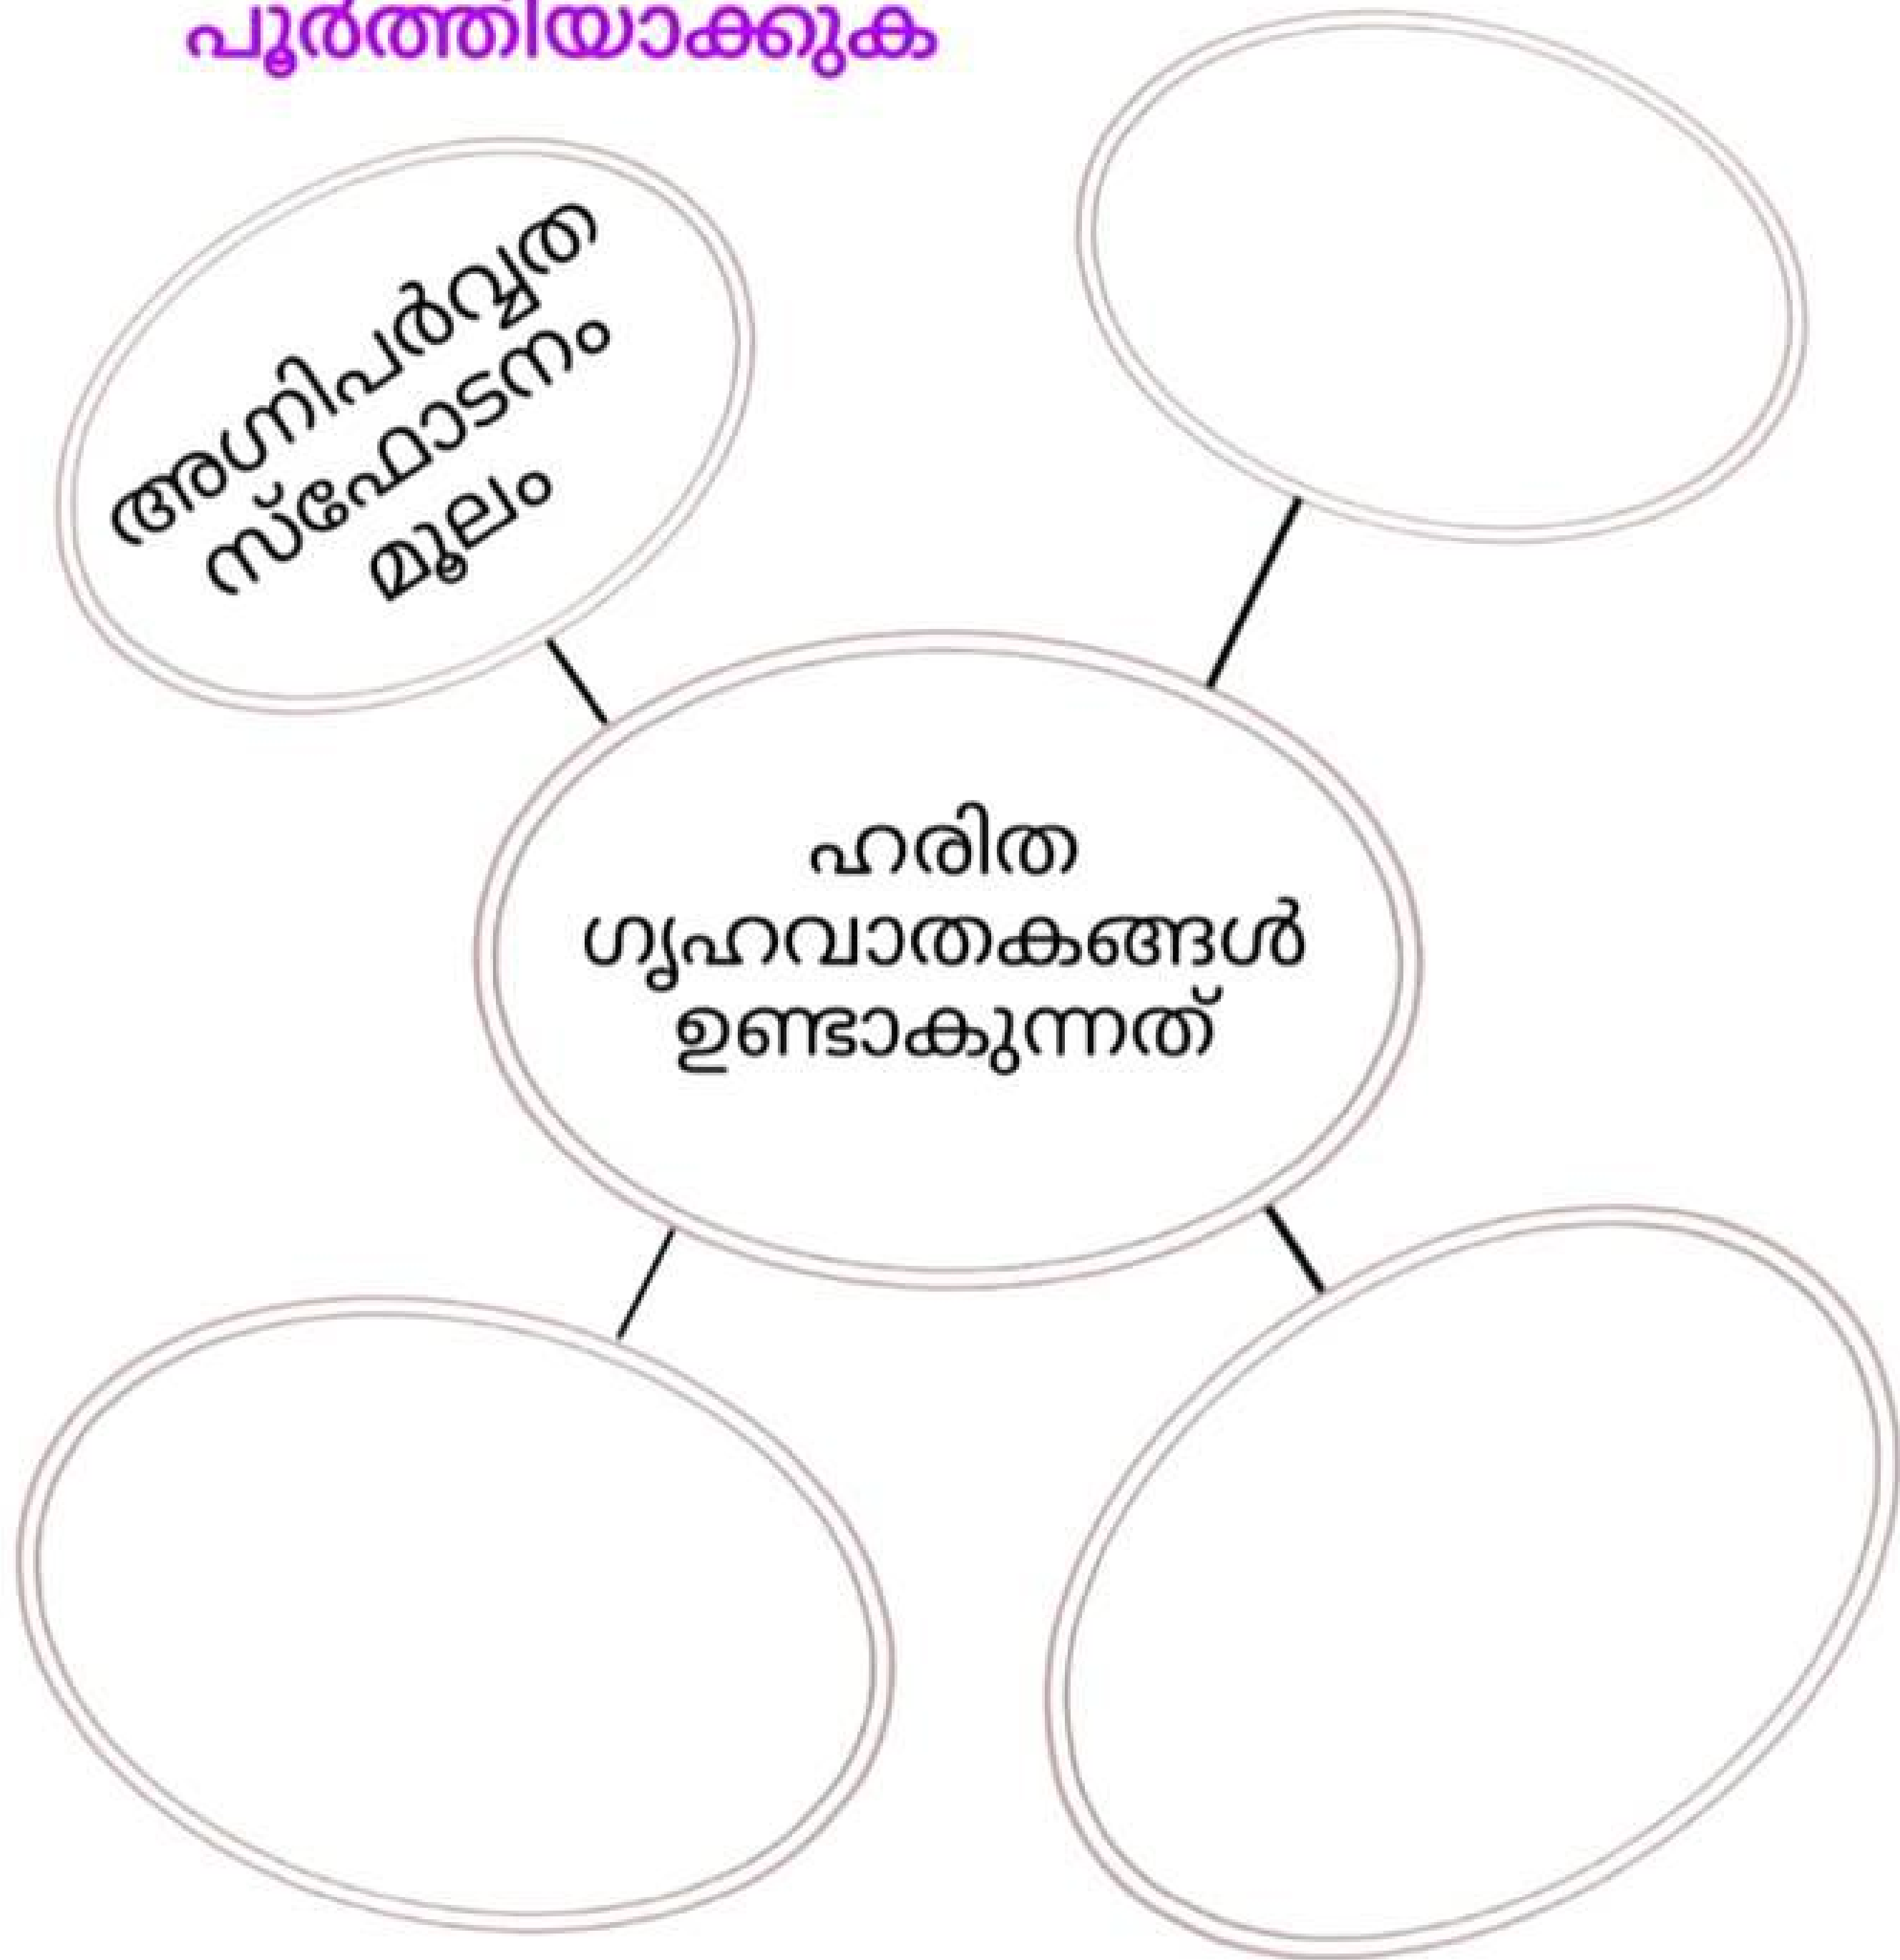 പൂർത്തിയാക്കുക
അഗ്നിപർവ്വത
സ്ഫോടനം
മൂലം
ഹരിത
ഗൃഹവാതകങ്ങൾ
ഉണ്ടാകുന്നത്